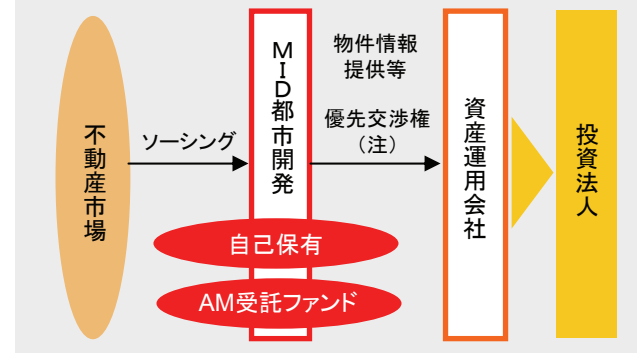 不動産市場
ソーシング
MID都市開発
自己保有
AM受託ファンド
物件情報
提供等
優先交渉権
（注）
資産運用会社
投資法人